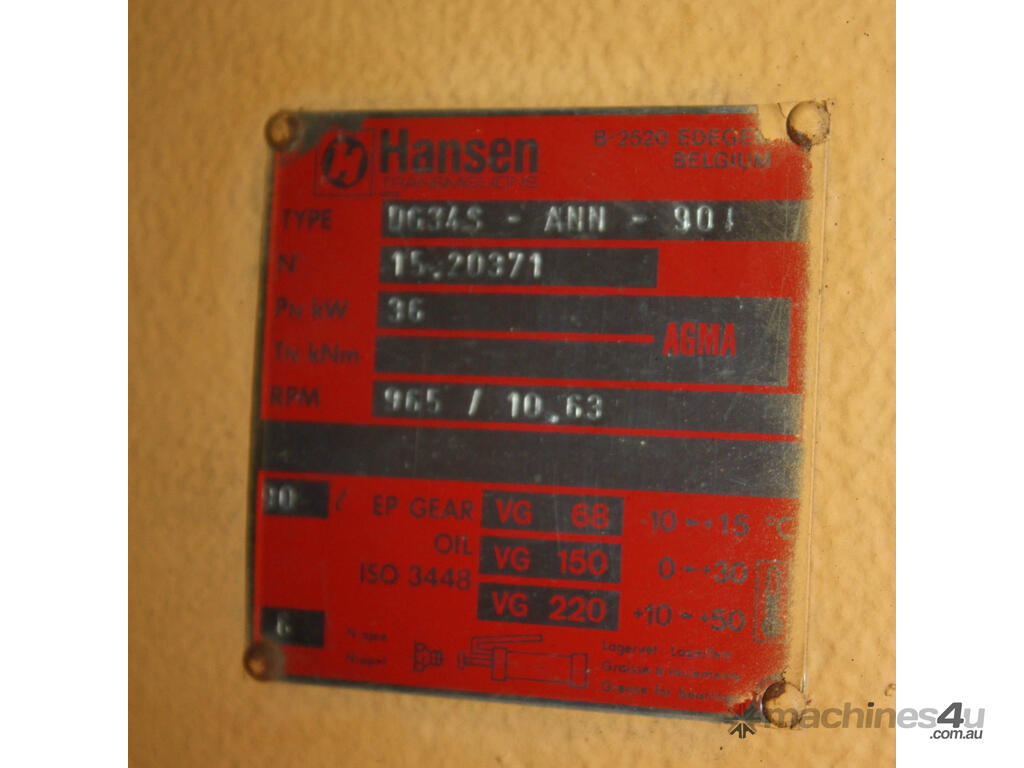 Hansen
TRANSMISSIONS
B-2520
BELGIUM
TYPE DG34S - ANN - 90
N 15.20371
PN kW 36
AGMA
TN kNm
RPM 965 / 10.63
10 ℓ EP GEAR VG 68 -10 +15 °C
OIL VG 150 0 +30
ISO 3448 VG 220 +10 +50
6
Nippel
Lagervet
Graisse à roulements
Grease for bearings
machines4u
.com.au